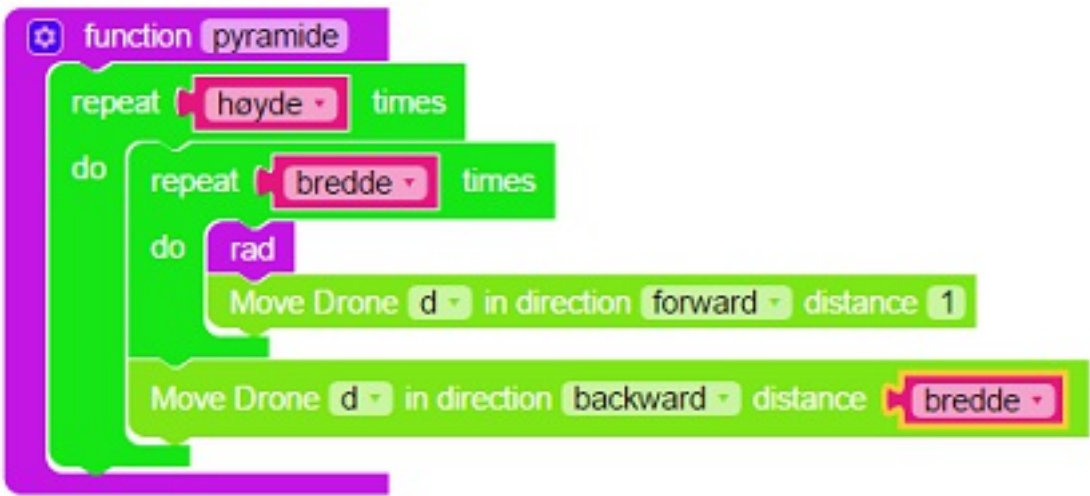 function pyramide
repeat høyde times
do repeat bredde times
do rad
Move Drone d in direction forward distance 1
Move Drone d in direction backward distance bredde